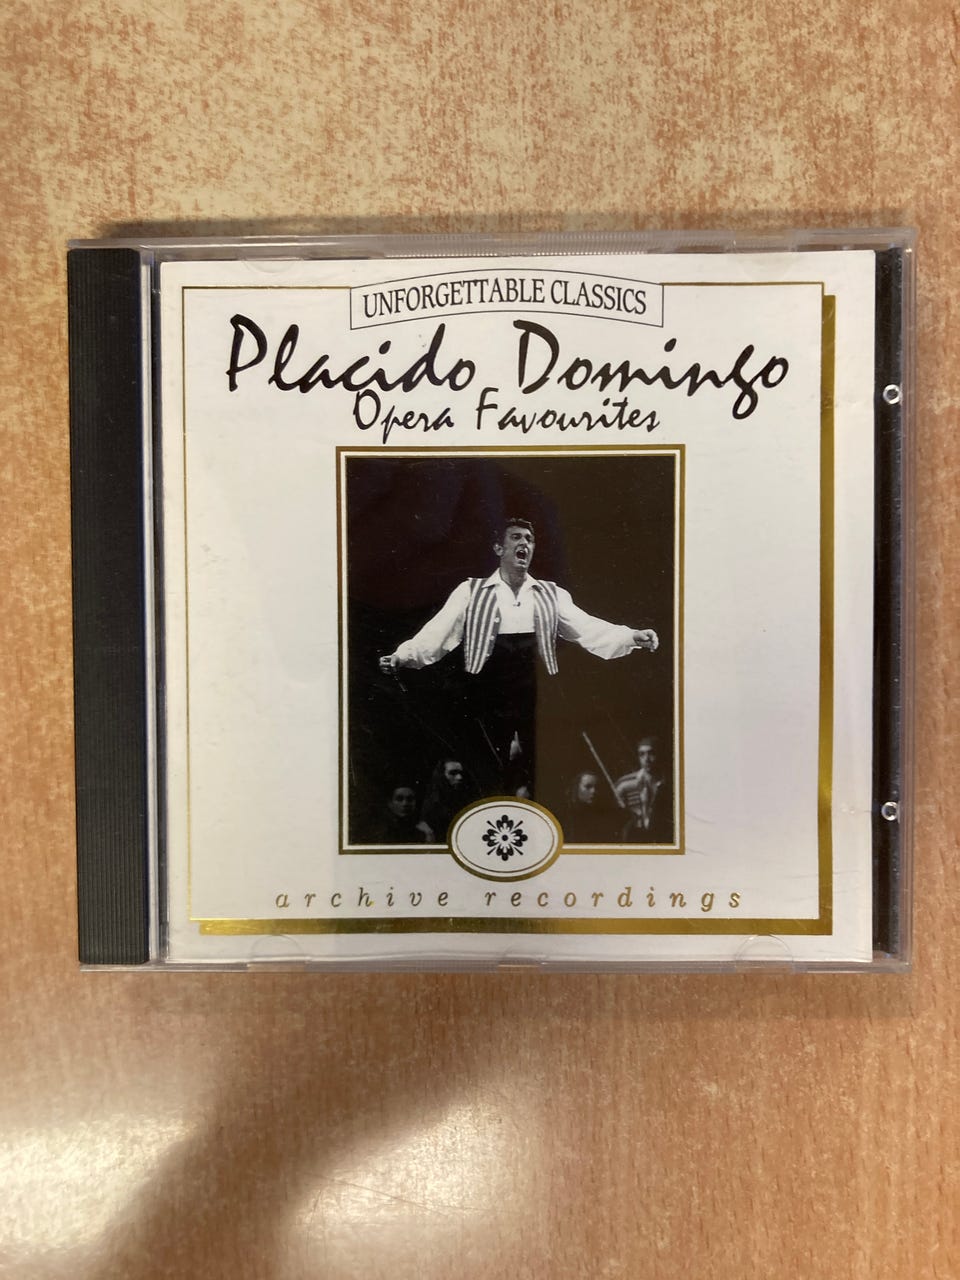 UNFORGETTABLE CLASSICS
Placido Domingo
Opera Favourites
archive recordings